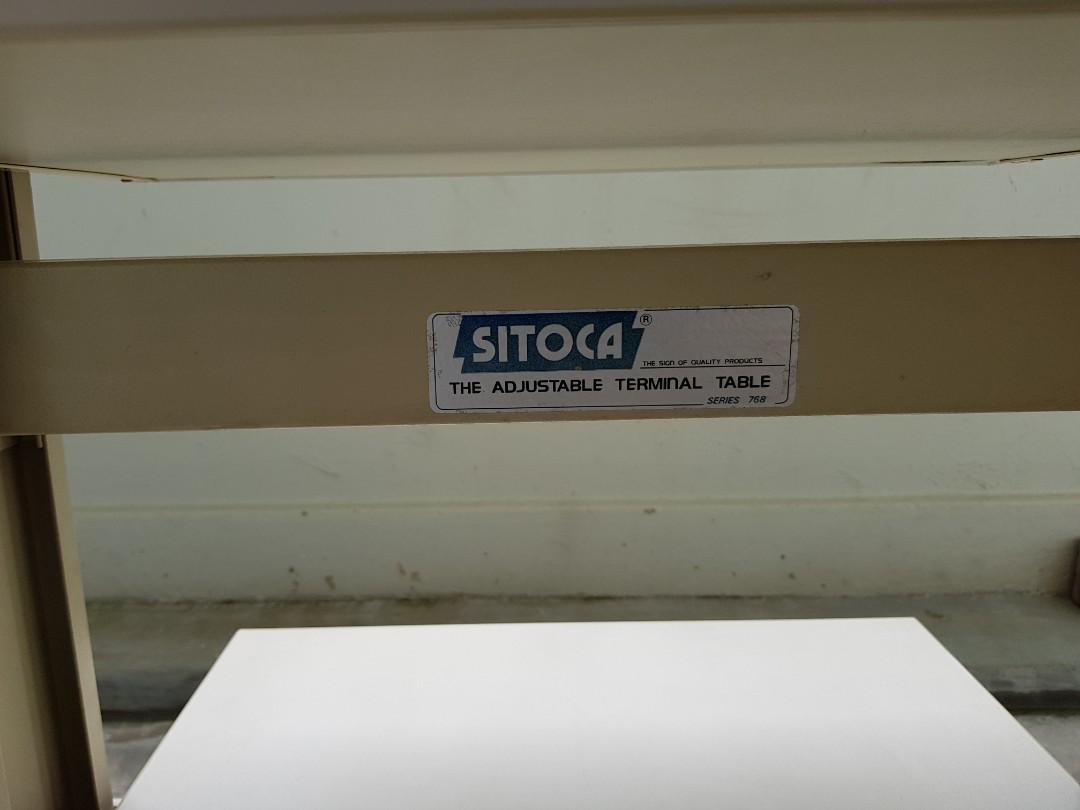 SITOCA®
THE SIGN OF QUALITY PRODUCTS
THE ADJUSTABLE TERMINAL TABLE
SERIES 768